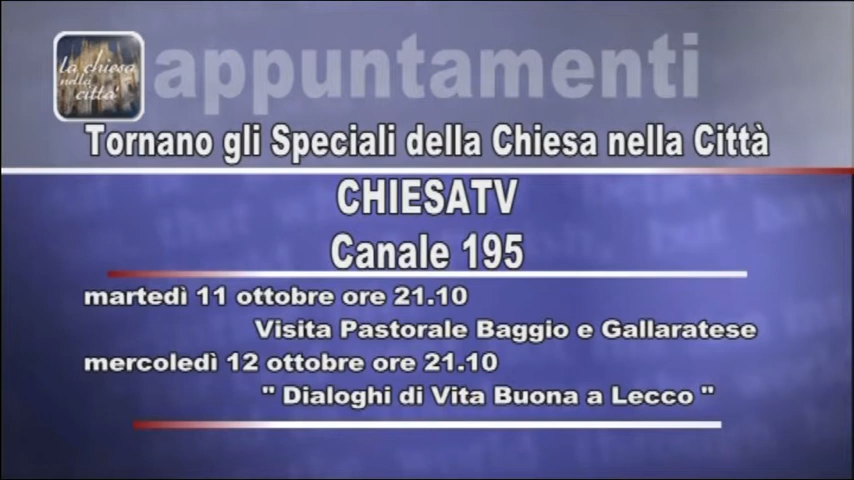 la chiesa
nella
città
appuntamenti
Tornano gli Speciali della Chiesa nella Città
CHIESATV
Canale 195
martedì 11 ottobre ore 21.10
Visita Pastorale Baggio e Gallaratese
mercoledì 12 ottobre ore 21.10
" Dialoghi di Vita Buona a Lecco "